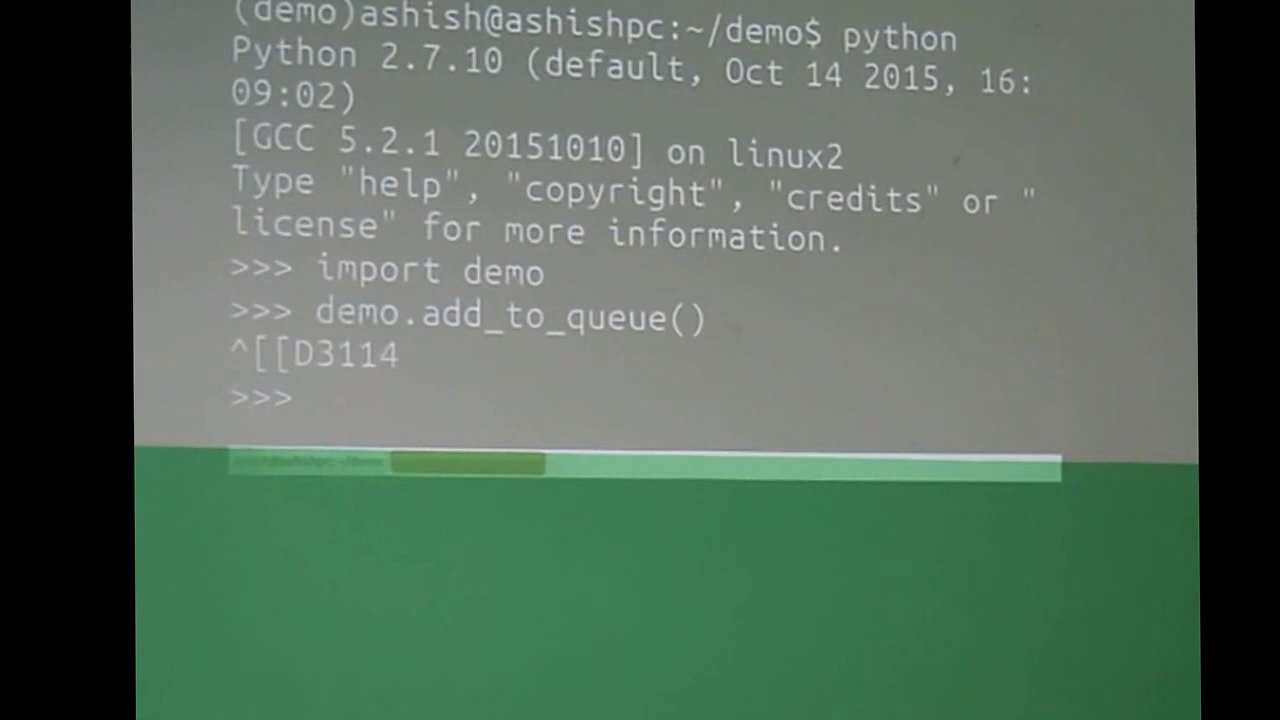 (demo)ashish@ashishpc:~/demo$ python
Python 2.7.10 (default, Oct 14 2015, 16:
09:02)
[GCC 5.2.1 20151010] on linux2
Type "help", "copyright", "credits" or "
license" for more information.
>>> import demo
>>> demo.add_to_queue()
^[[D3114
>>>